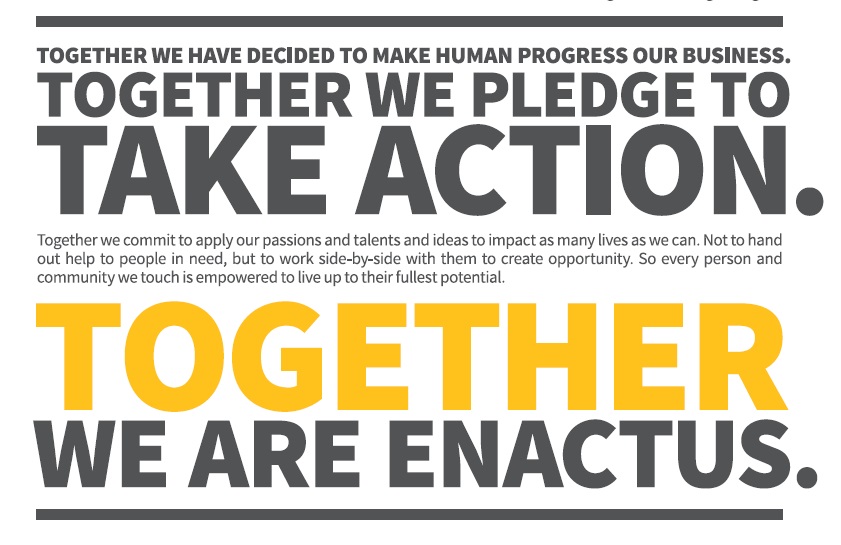 TOGETHER WE HAVE DECIDED TO MAKE HUMAN PROGRESS OUR BUSINESS.
TOGETHER WE PLEDGE TO
TAKE ACTION.
Together we commit to apply our passions and talents and ideas to impact as many lives as we can. Not to hand
out help to people in need, but to work side-by-side with them to create opportunity. So every person and
community we touch is empowered to live up to their fullest potential.
TOGETHER
WE ARE ENACTUS.